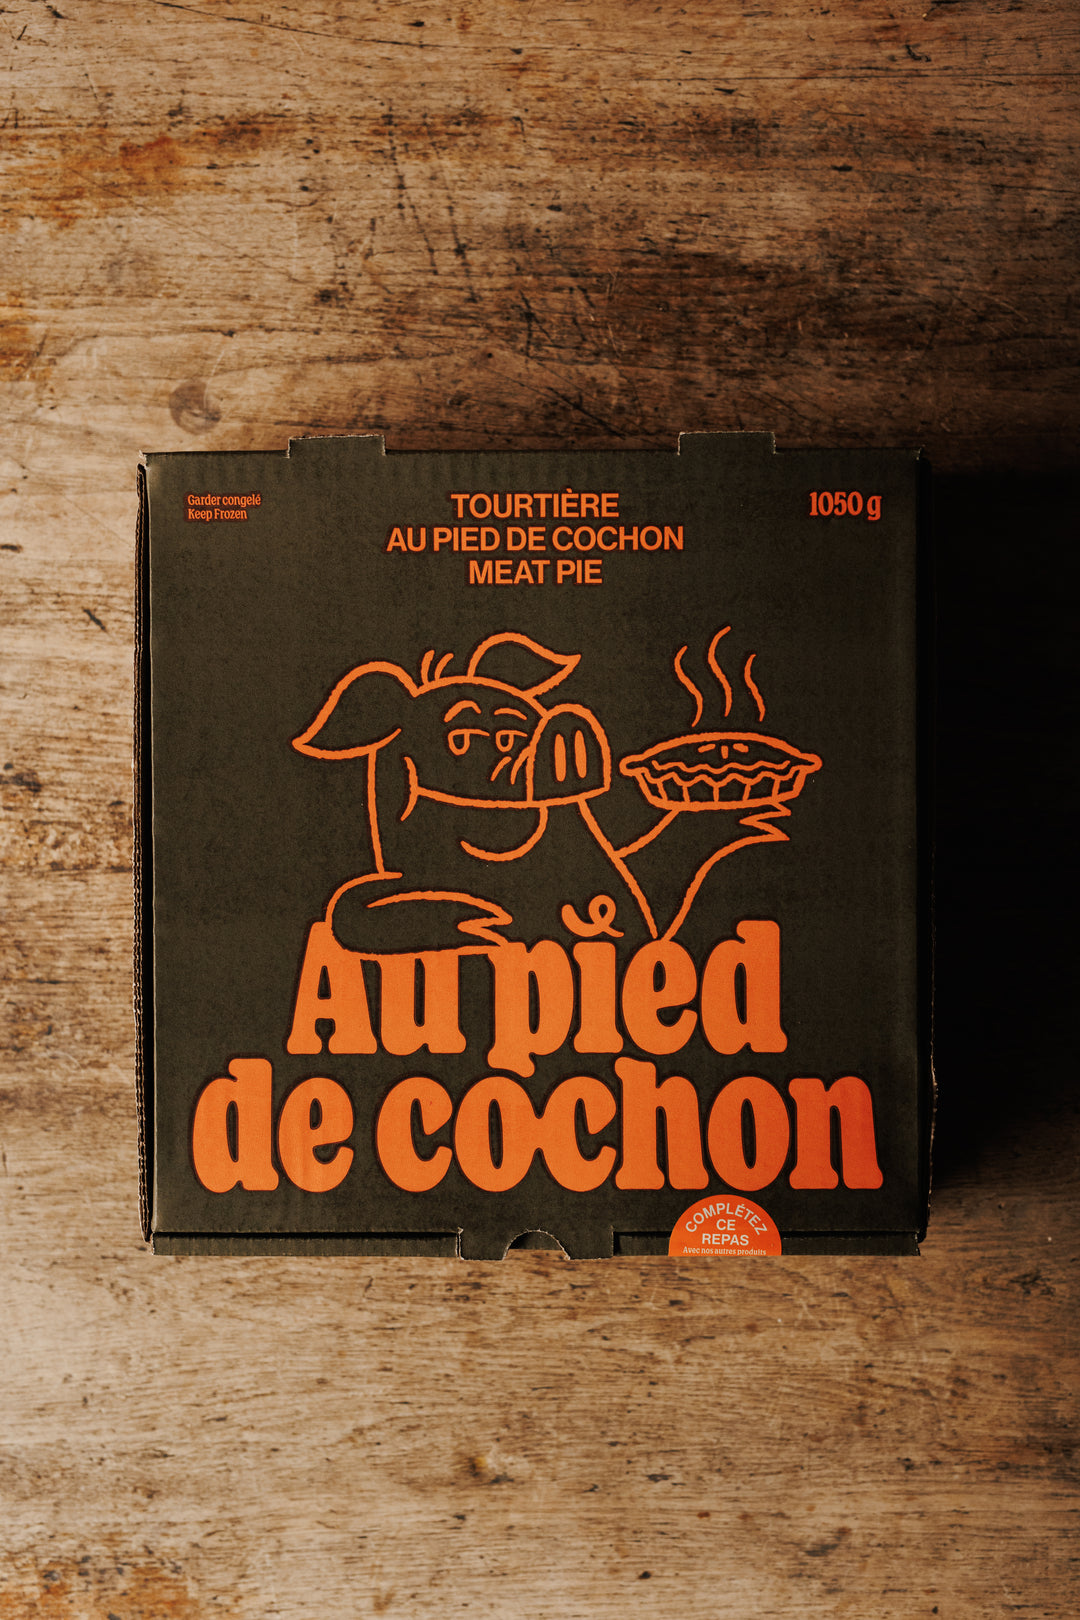 Garder congelé
Keep Frozen
TOURTIÈRE
AU PIED DE COCHON
MEAT PIE
1050 g
Au pied
de cochon
COMPLÉTEZ
CE
REPAS
Avec nos autres produits